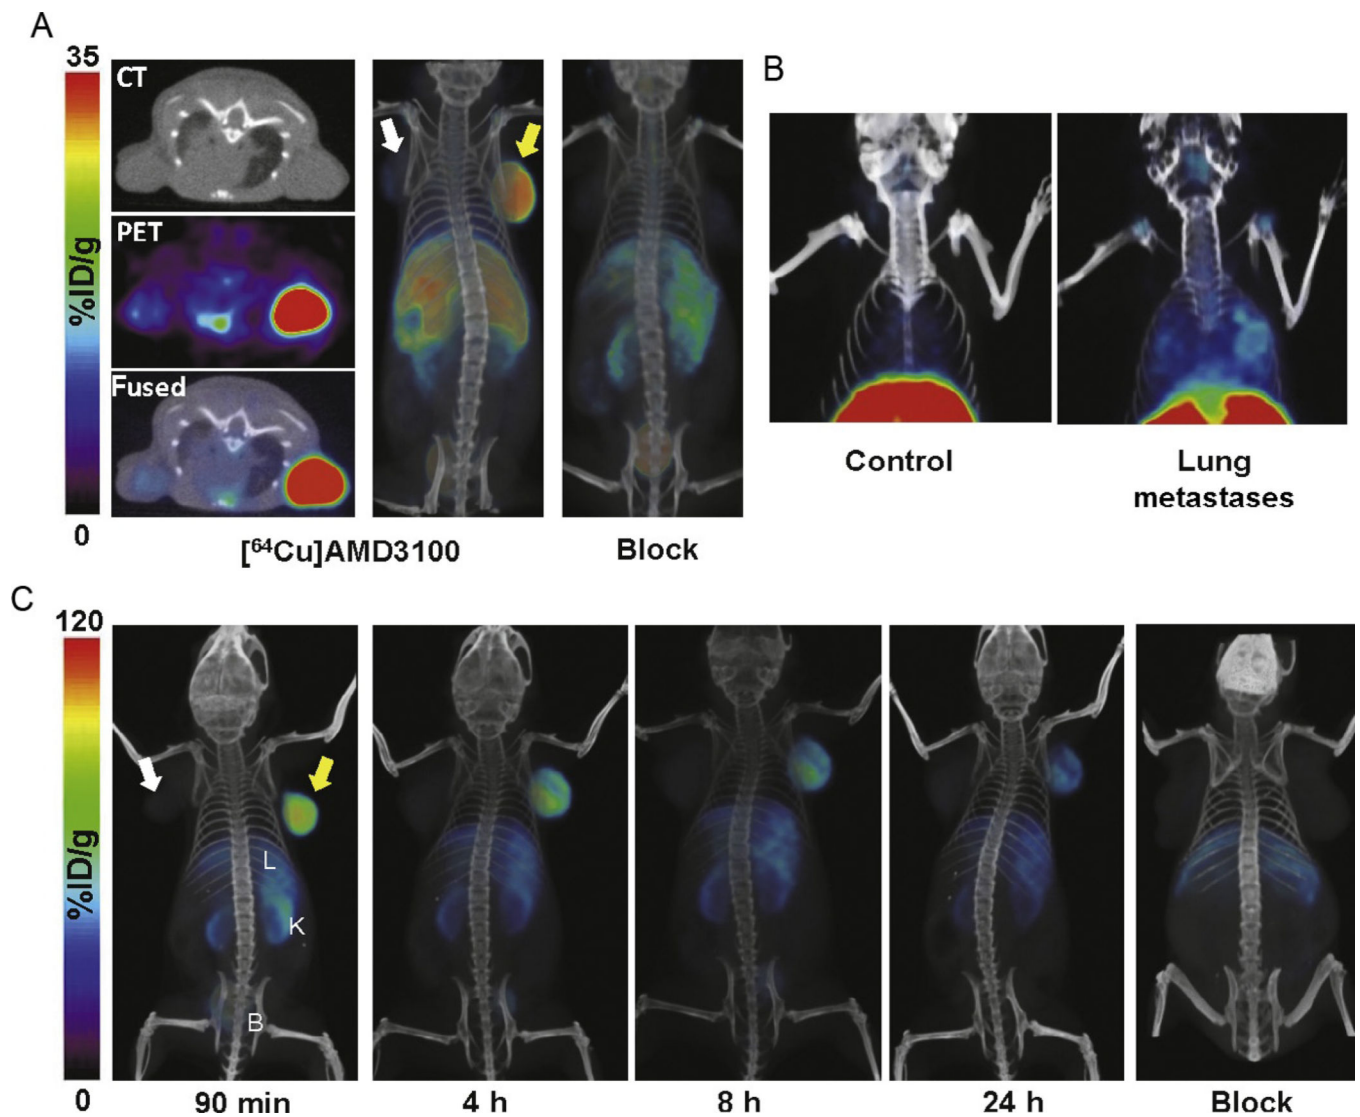 A
35
%ID/g
0
CT
PET
Fused
[⁶⁴Cu]AMD3100
Block
B
Control
Lung
metastases
C
120
%ID/g
0
L
K
B
90 min
4 h
8 h
24 h
Block